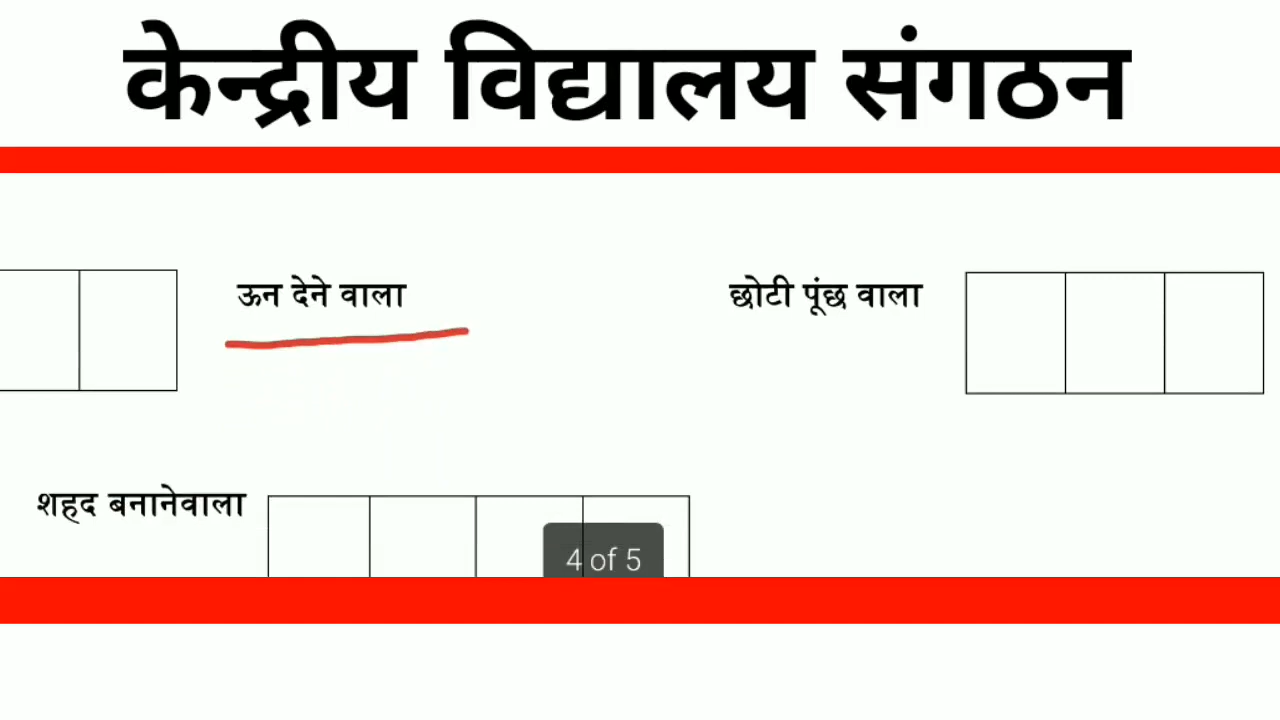 केन्द्रीय विद्यालय संगठन
ऊन देने वाला
छोटी पूंछ वाला
शहद बनानेवाला
4 of 5